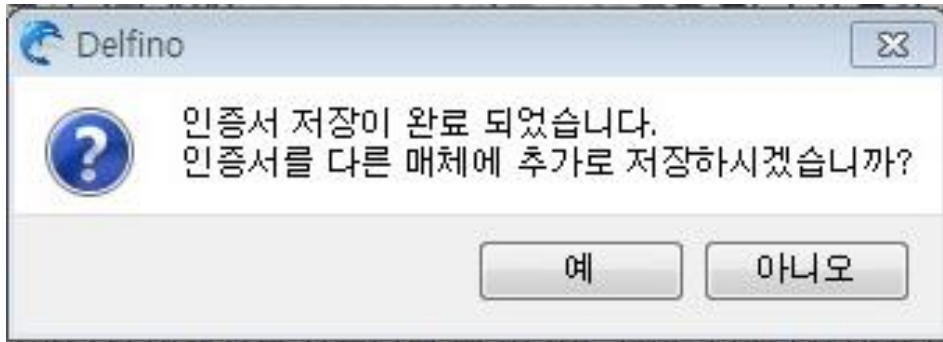 Delfino
인증서 저장이 완료 되었습니다.
인증서를 다른 매체에 추가로 저장하시겠습니까?
예
아니오